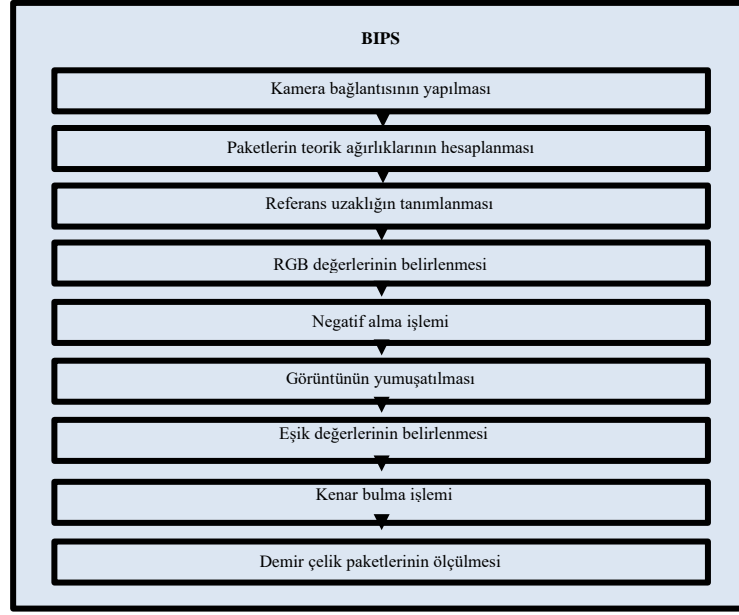 BIPS
Kamera bağlantısının yapılması
Paketlerin teorik ağırlıklarının hesaplanması
Referans uzaklığın tanımlanması
RGB değerlerinin belirlenmesi
Negatif alma işlemi
Görüntünün yumuşatılması
Eşik değerlerinin belirlenmesi
Kenar bulma işlemi
Demir çelik paketlerinin ölçülmesi